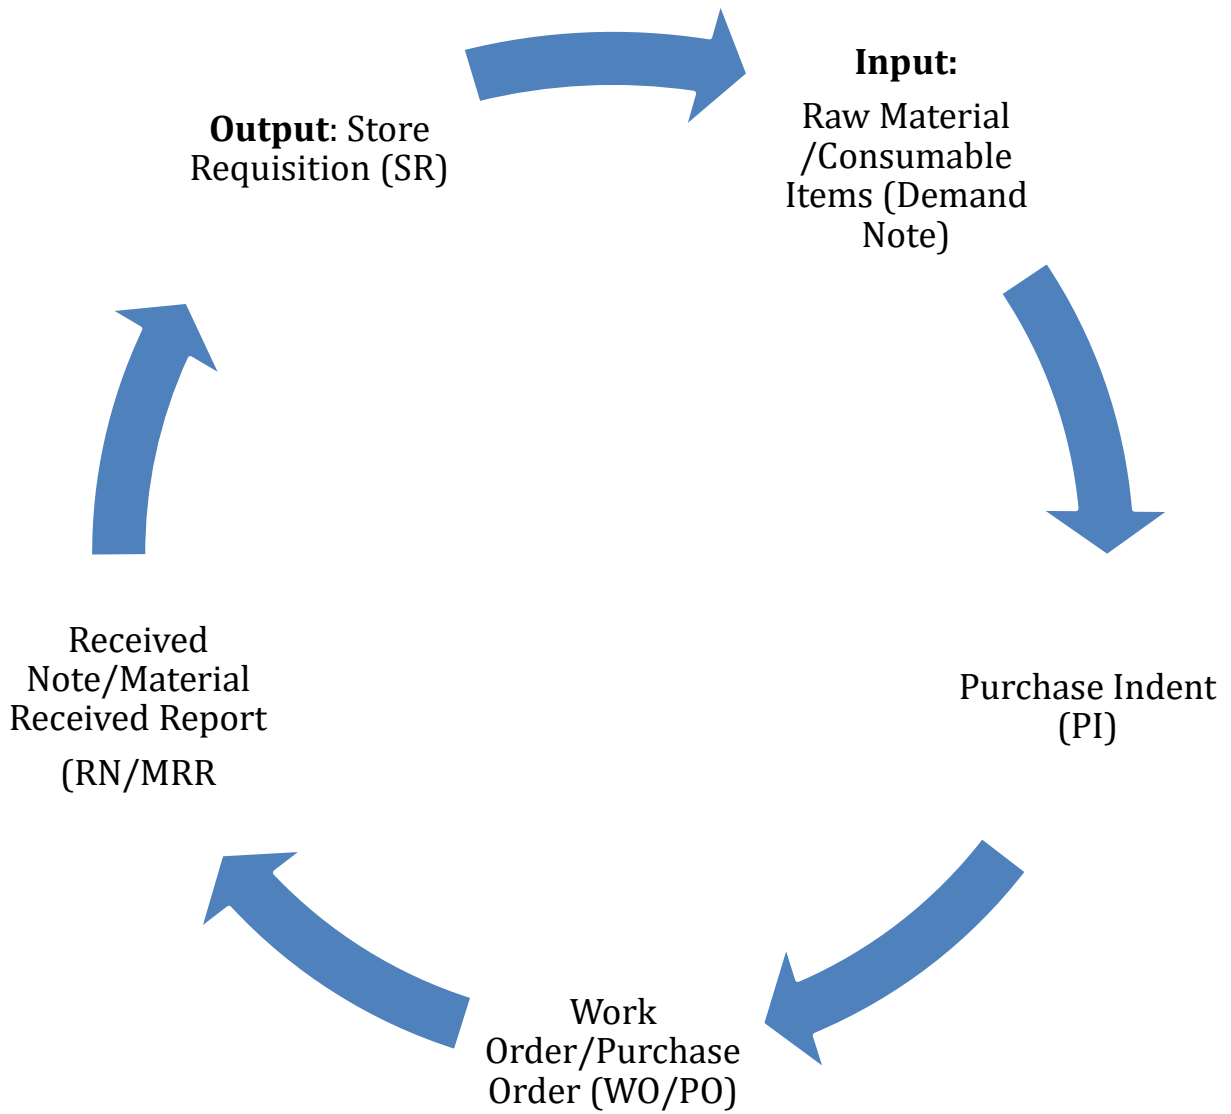 Input:
Raw Material
/Consumable
Items (Demand
Note)
Purchase Indent
(PI)
Work
Order/Purchase
Order (WO/PO)
Received
Note/Material
Received Report
(RN/MRR
Output: Store
Requisition (SR)